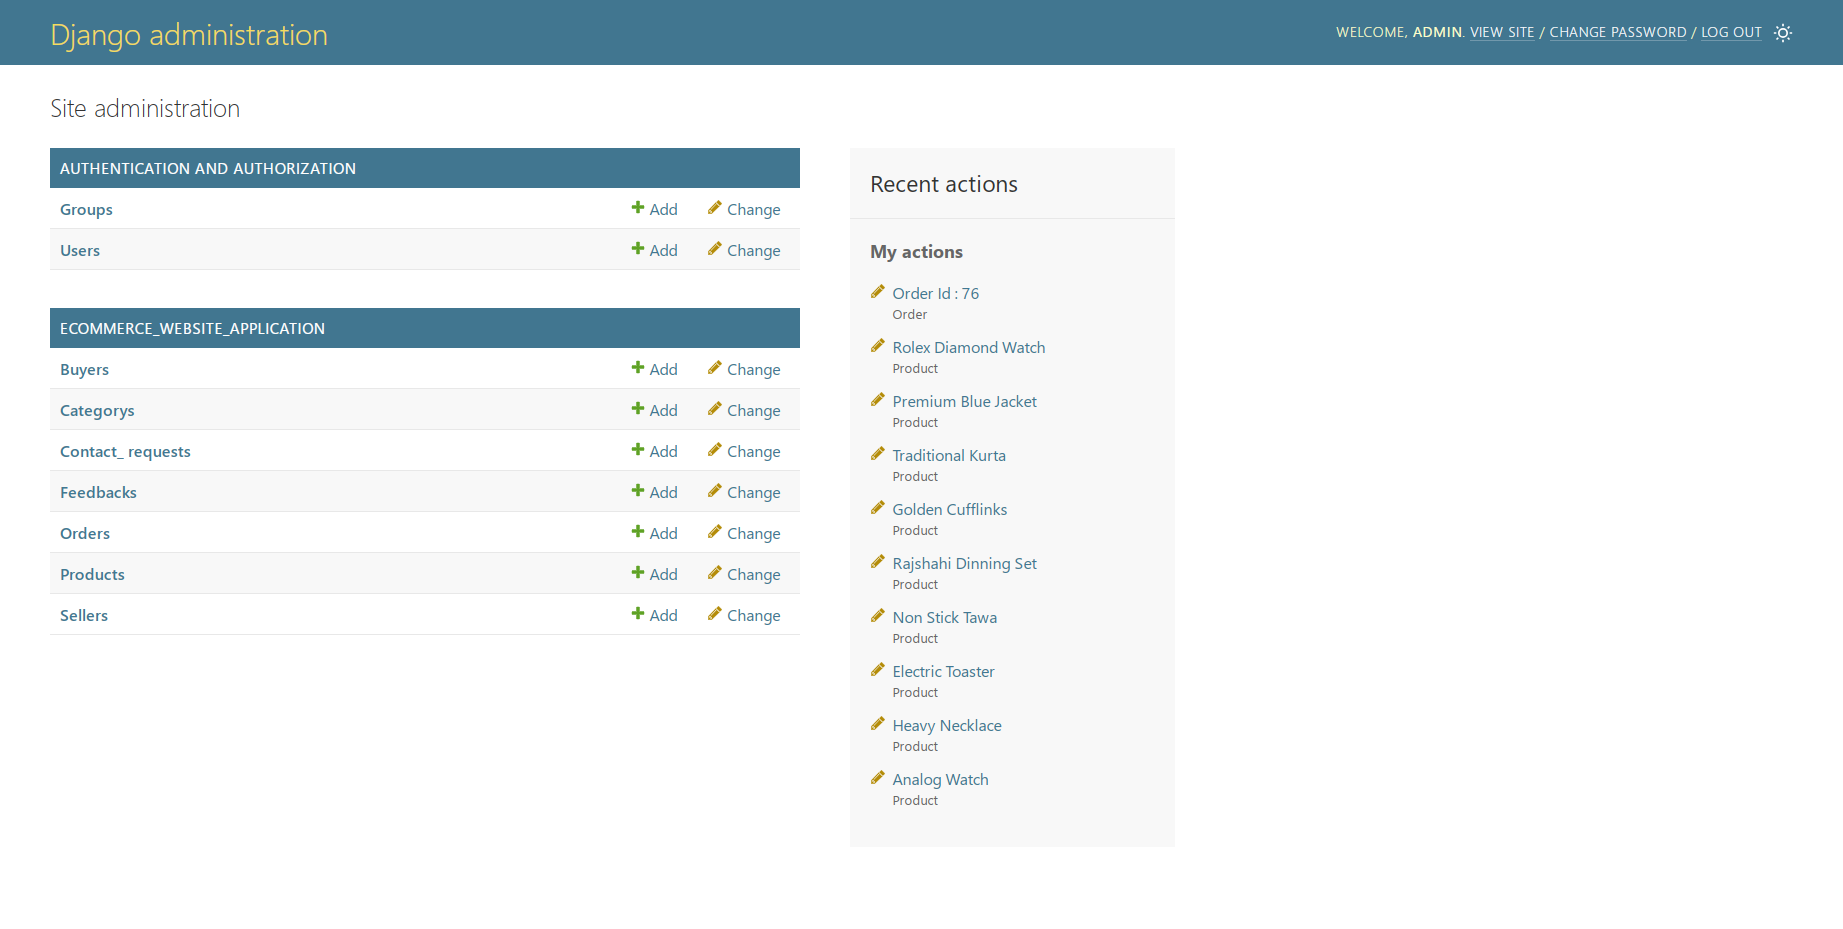 Django administration
WELCOME, ADMIN. VIEW SITE / CHANGE PASSWORD / LOG OUT
Site administration
AUTHENTICATION AND AUTHORIZATION
Groups Add Change
Users Add Change
ECOMMERCE_WEBSITE_APPLICATION
Buyers Add Change
Categorys Add Change
Contact_ requests Add Change
Feedbacks Add Change
Orders Add Change
Products Add Change
Sellers Add Change
Recent actions
My actions
Order Id : 76
Order
Rolex Diamond Watch
Product
Premium Blue Jacket
Product
Traditional Kurta
Product
Golden Cufflinks
Product
Rajshahi Dinning Set
Product
Non Stick Tawa
Product
Electric Toaster
Product
Heavy Necklace
Product
Analog Watch
Product